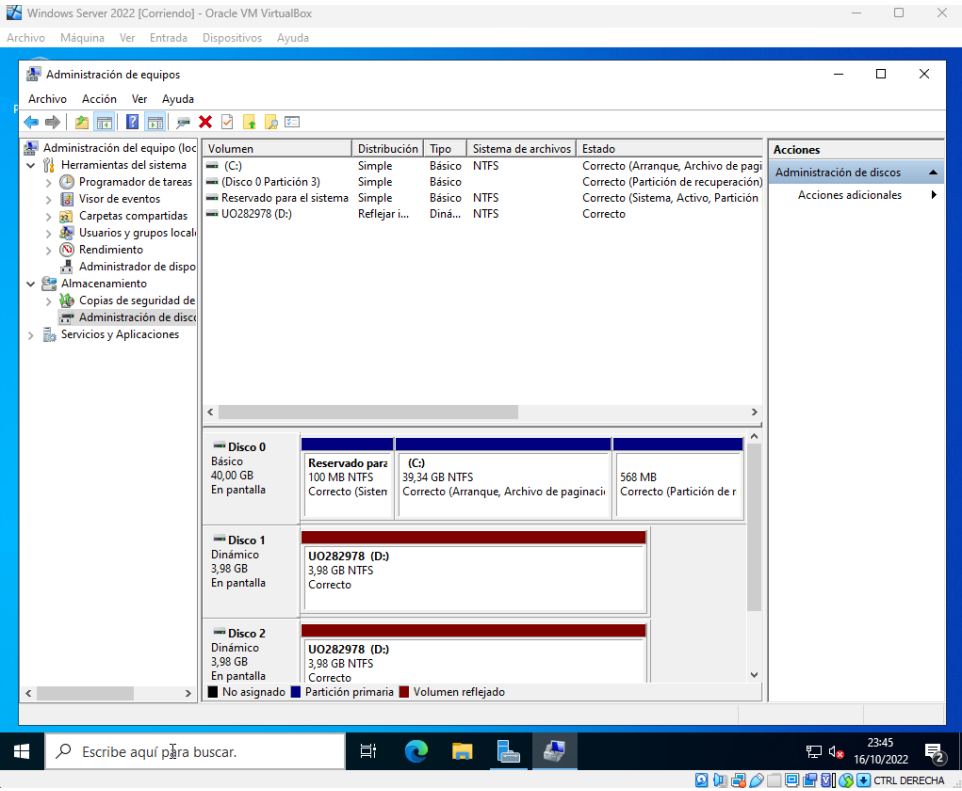 Windows Server 2022 [Corriendo] - Oracle VM VirtualBox
Archivo Máquina Ver Entrada Dispositivos Ayuda
Administración de equipos
Archivo Acción Ver Ayuda
Administración del equipo (loc
Herramientas del sistema
Programador de tareas
Visor de eventos
Carpetas compartidas
Usuarios y grupos locale
Rendimiento
Administrador de dispo
Almacenamiento
Copias de seguridad de
Administración de disco
Servicios y Aplicaciones
Volumen Distribución Tipo Sistema de archivos Estado
(C:) Simple Básico NTFS Correcto (Arranque, Archivo de pagi
(Disco 0 Partición 3) Simple Básico Correcto (Partición de recuperación)
Reservado para el sistema Simple Básico NTFS Correcto (Sistema, Activo, Partición
UO282978 (D:) Reflejar i... Diná... NTFS Correcto
Acciones
Administración de discos
Acciones adicionales
Disco 0
Básico
40,00 GB
En pantalla
Reservado para
100 MB NTFS
Correcto (Sisten
(C:)
39,34 GB NTFS
Correcto (Arranque, Archivo de paginaci
568 MB
Correcto (Partición de r
Disco 1
Dinámico
3,98 GB
En pantalla
UO282978 (D:)
3,98 GB NTFS
Correcto
Disco 2
Dinámico
3,98 GB
En pantalla
UO282978 (D:)
3,98 GB NTFS
Correcto
No asignado Partición primaria Volumen reflejado
Escribe aquí para buscar.
23:45
16/10/2022
2
CTRL DERECHA